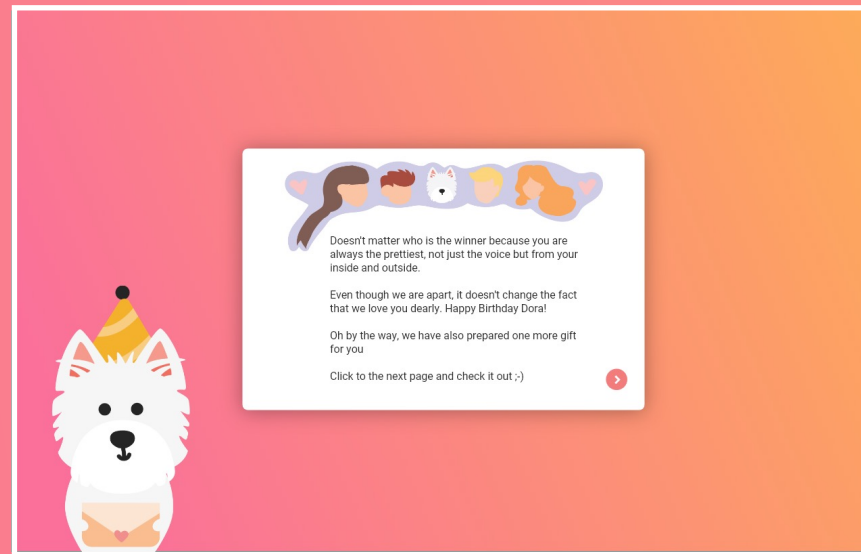 Doesn't matter who is the winner because you are
always the prettiest, not just the voice but from your
inside and outside.
Even though we are apart, it doesn't change the fact
that we love you dearly. Happy Birthday Dora!
Oh by the way, we have also prepared one more gift
for you
Click to the next page and check it out ;-)